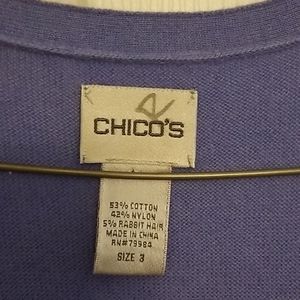 CHICO'S
53% COTTON
42% NYLON
5% RABBIT HAIR
MADE IN CHINA
RN#79984
SIZE 3